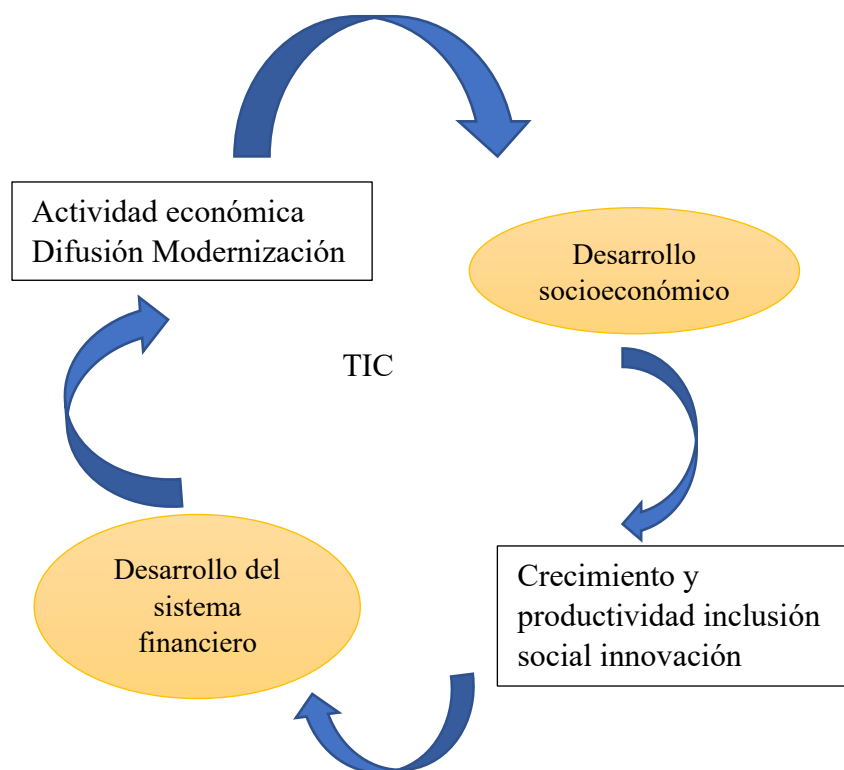 Actividad económica
Difusión Modernización
Desarrollo
socioeconómico
TIC
Desarrollo del
sistema
financiero
Crecimiento y
productividad inclusión
social innovación